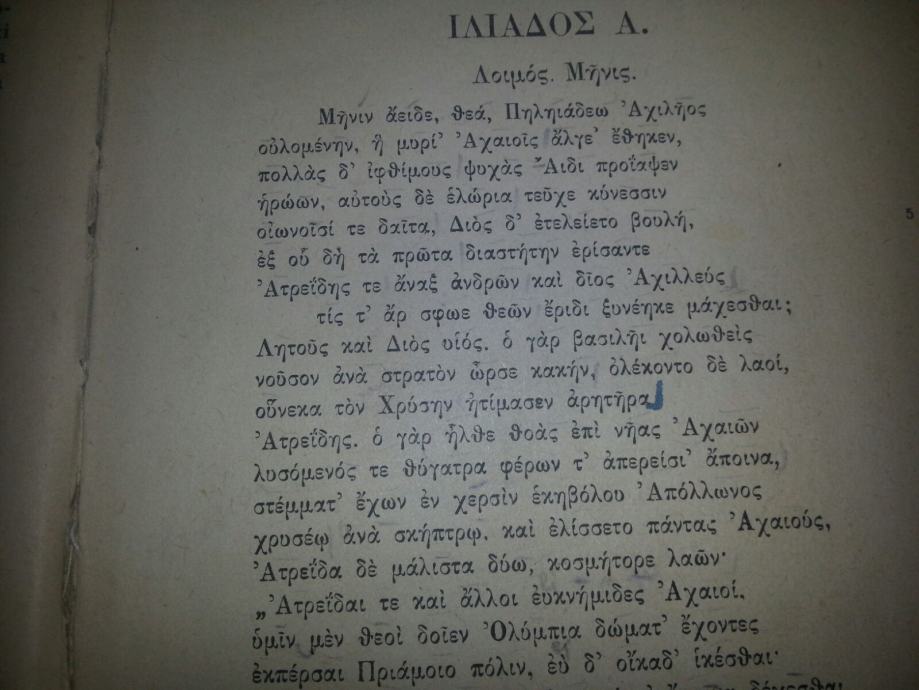 ΙΛΙΑΔΟΣ Α.
Λοιμός. Μῆνις.
Μῆνιν ἄειδε, θεά, Πηληιάδεω Ἀχιλῆος
οὐλομένην, ἣ μυρί' Ἀχαιοῖς ἄλγε' ἔθηκεν,
πολλὰς δ' ἰφθίμους ψυχὰς Ἄιδι προΐαψεν
ἡρώων, αὐτοὺς δὲ ἑλώρια τεῦχε κύνεσσιν
οἰωνοῖσί τε δαῖτα, Διὸς δ' ἐτελείετο βουλή,
5
ἐξ οὗ δὴ τὰ πρῶτα διαστήτην ἐρίσαντε
Ἀτρεΐδης τε ἄναξ ἀνδρῶν καὶ δῖος Ἀχιλλεύς
τίς τ' ἄρ σφωε θεῶν ἔριδι ξυνέηκε μάχεσθαι;
Λητοῦς καὶ Διὸς υἱός. ὁ γὰρ βασιλῆι χολωθεὶς
νοῦσον ἀνὰ στρατὸν ὦρσε κακήν, ὀλέκοντο δὲ λαοί,
οὕνεκα τὸν Χρύσην ἠτίμασεν ἀρητῆρα
Ἀτρεΐδης. ὁ γὰρ ἦλθε θοὰς ἐπὶ νῆας Ἀχαιῶν
λυσόμενός τε θύγατρα φέρων τ' ἀπερείσι' ἄποινα,
στέμματ' ἔχων ἐν χερσὶν ἑκηβόλου Ἀπόλλωνος
χρυσέῳ ἀνὰ σκήπτρῳ. καὶ ἐλίσσετο πάντας Ἀχαιούς,
Ἀτρεΐδα δὲ μάλιστα δύω, κοσμήτορε λαῶν·
„Ἀτρεΐδαι τε καὶ ἄλλοι ἐυκνήμιδες Ἀχαιοί.
ὑμῖν μὲν θεοὶ δοῖεν Ὀλύμπια δώματ' ἔχοντες
ἐκπέρσαι Πριάμοιο πόλιν, ἐὺ δ' οἴκαδ' ἱκέσθαι·